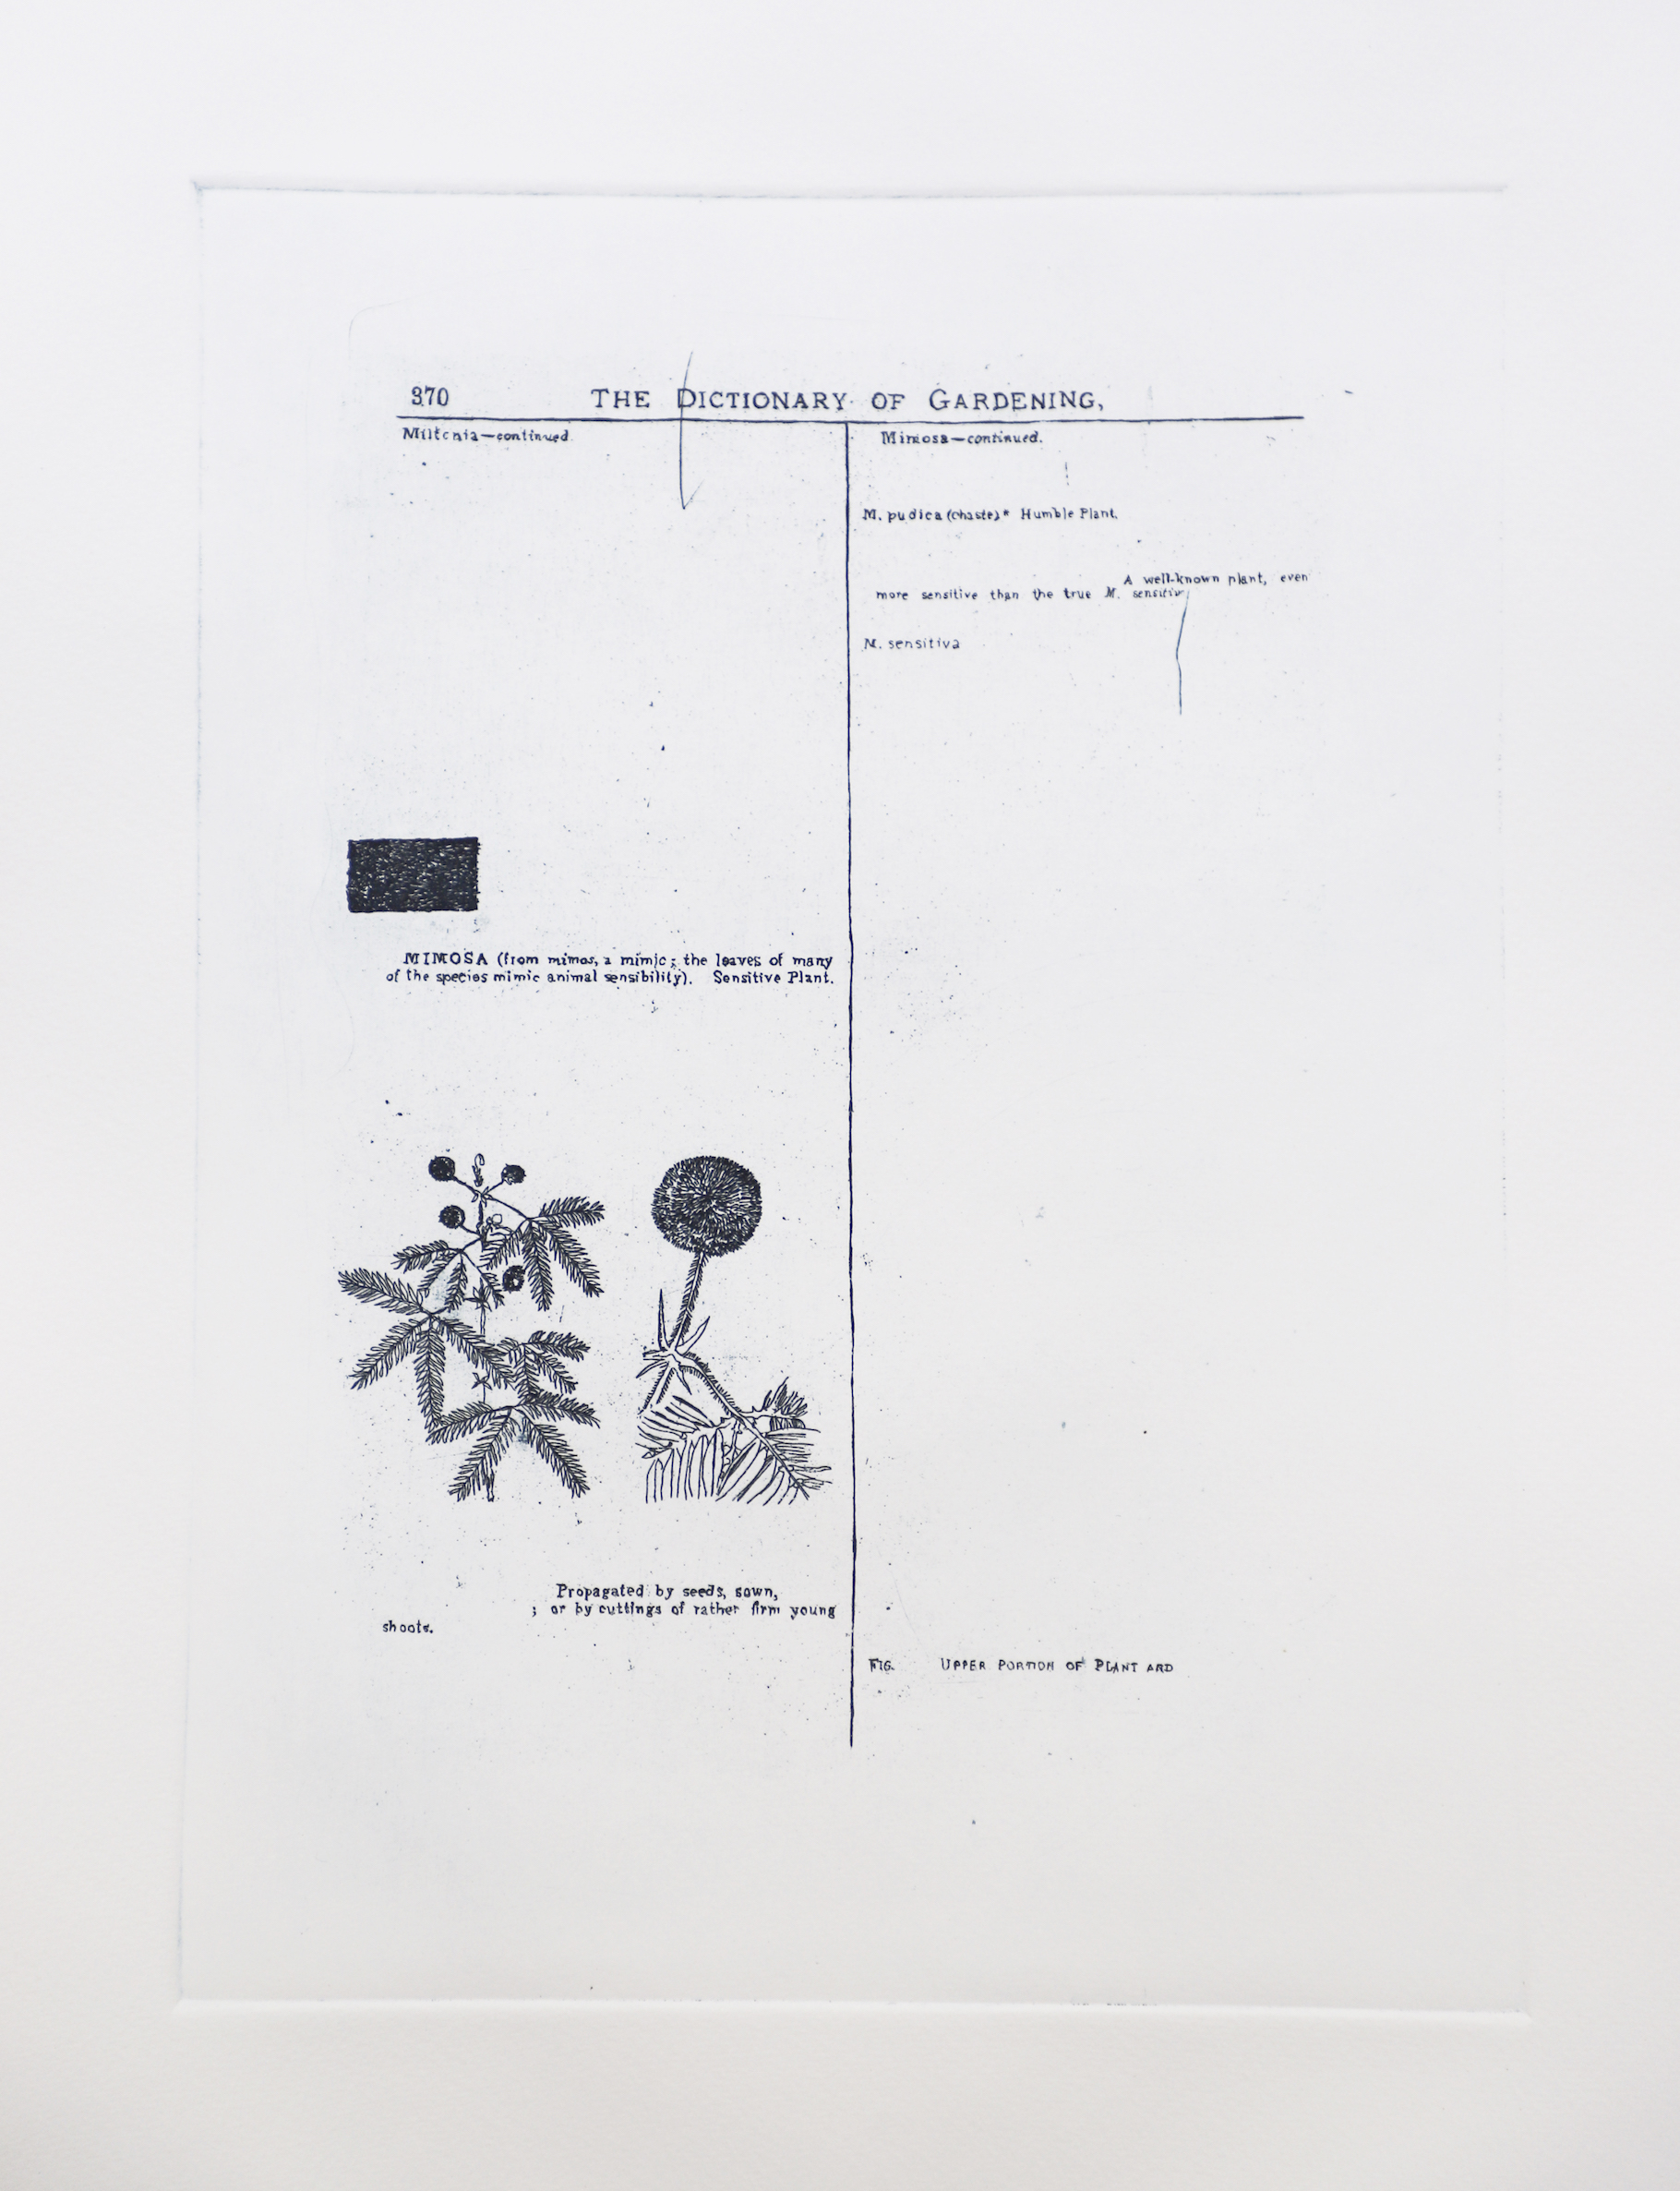 370
THE DICTIONARY OF GARDENING,
Miltcnia—continued.
MIMOSA (from mimos, a mimic; the leaves of many
of the species mimic animal sensibility). Sensitive Plant.
Propagated by seeds, sown,
; or by cuttings of rather firm young
shoots.
Mimosa—continued.
M. pudica (chaste)* Humble Plant.
A well-known plant, even
more sensitive than the true M. sensitiv
M. sensitiva
FIG. UPPER PORTION OF PLANT ARD